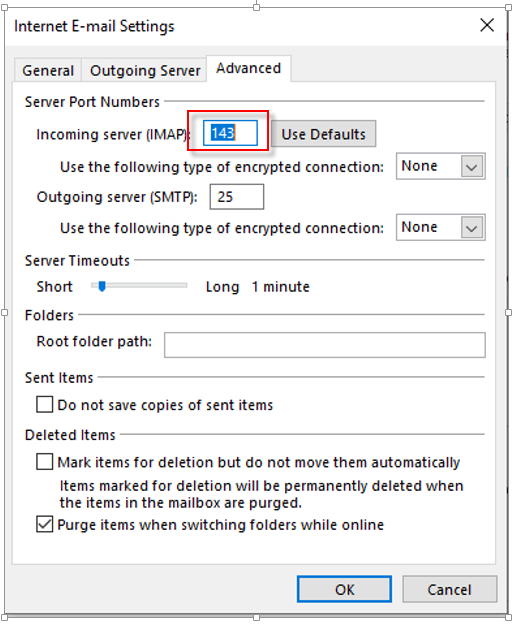 Internet E-mail Settings
General Outgoing Server Advanced
Server Port Numbers
Incoming server (IMAP): 143 Use Defaults
Use the following type of encrypted connection: None
Outgoing server (SMTP): 25
Use the following type of encrypted connection: None
Server Timeouts
Short Long 1 minute
Folders
Root folder path:
Sent Items
Do not save copies of sent items
Deleted Items
Mark items for deletion but do not move them automatically
Items marked for deletion will be permanently deleted when
the items in the mailbox are purged.
Purge items when switching folders while online
OK Cancel